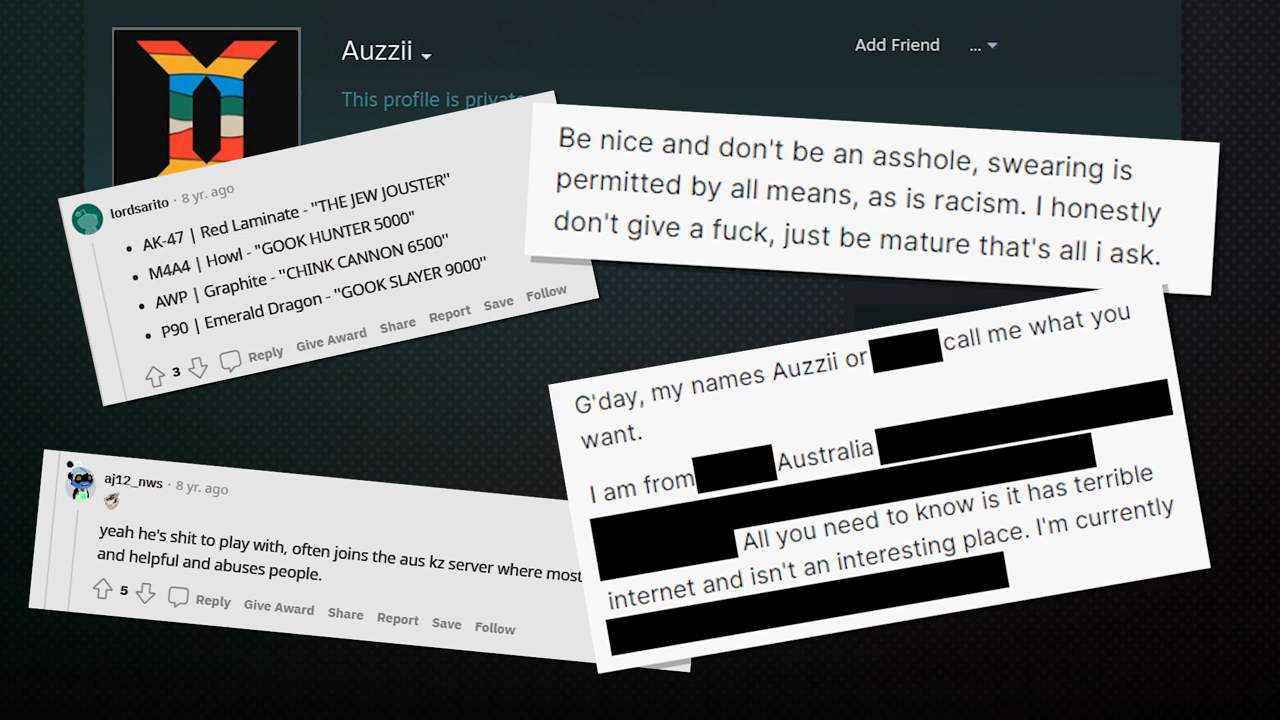 Auzzii
Add Friend
...
This profile is private
lordsarito · 8 yr. ago
• AK-47 | Red Laminate - "THE JEW JOUSTER"
• M4A4 | Howl - "GOOK HUNTER 5000"
• AWP | Graphite - "CHINK CANNON 6500"
• P90 | Emerald Dragon - "GOOK SLAYER 9000"
3 Reply Give Award Share Report Save Follow
Be nice and don't be an asshole, swearing is
permitted by all means, as is racism. I honestly
don't give a fuck, just be mature that's all i ask.
G'day, my names Auzzii or call me what you
want.
I am from Australia
All you need to know is it has terrible
internet and isn't an interesting place. I'm currently
aj12_nws · 8 yr. ago
yeah he's shit to play with, often joins the aus kz server where most
and helpful and abuses people.
5 Reply Give Award Share Report Save Follow